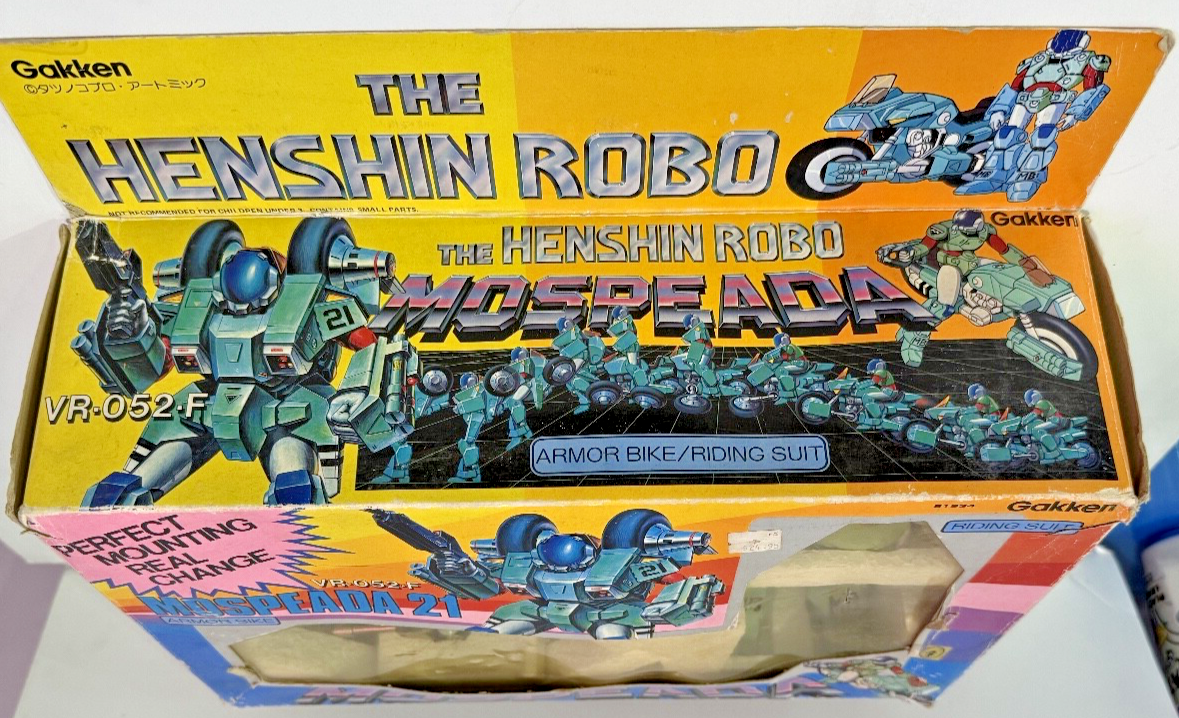 Gakken
©タツノコプロ・アートミック
THE
HENSHIN ROBO
NOT RECOMMENDED FOR CHILDREN UNDER 3. CONTAINS SMALL PARTS.
Gakken
THE HENSHIN ROBO
MOSPEADA
21
VR-052-F
ARMOR BIKE/RIDING SUIT
Gakken
RIDING SUIT
PERFECT
MOUNTING
REAL
CHANGE
VR-052-F
21
MOSPEADA 21
ARMOR BIKE
MOSPEADA